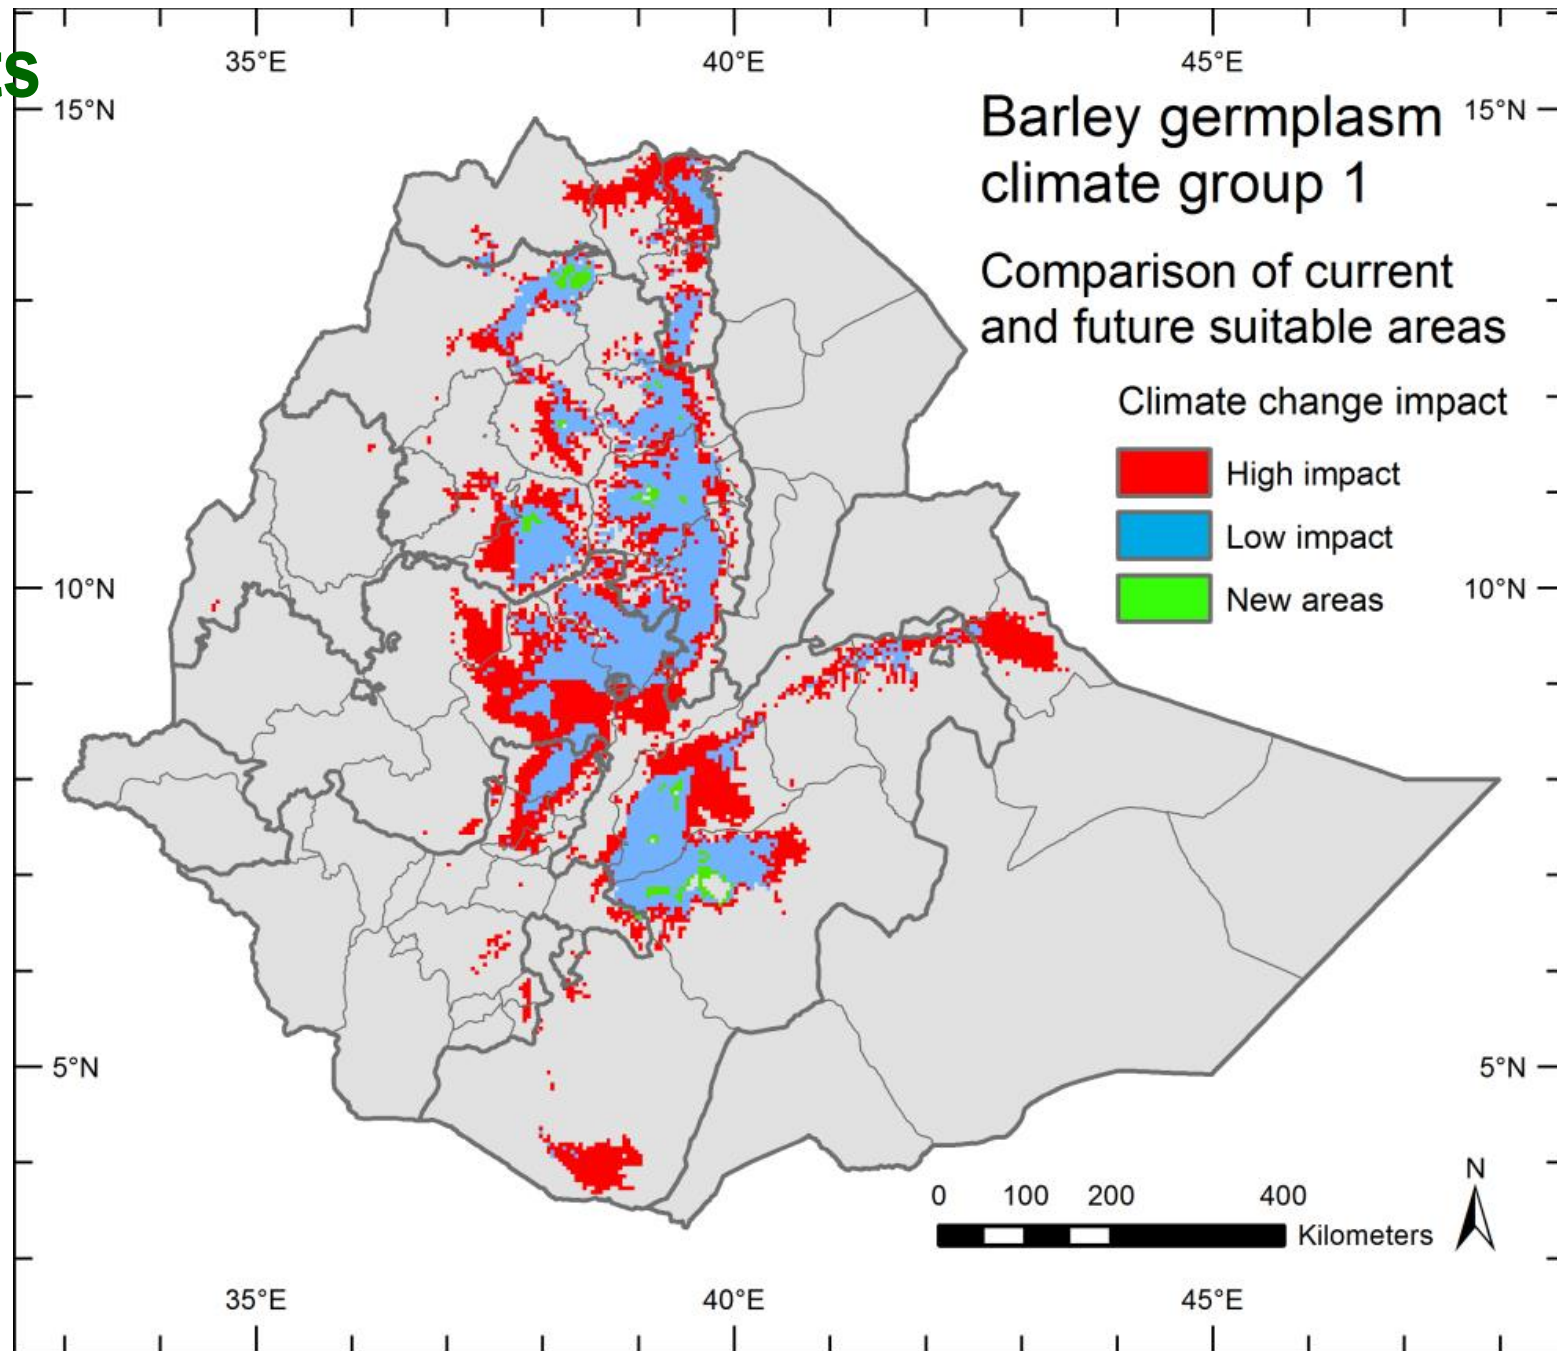 35°E 40°E 45°E
15°N 15°N
Barley germplasm
climate group 1
Comparison of current
and future suitable areas
Climate change impact
High impact
Low impact
New areas
10°N 10°N
5°N 5°N
N
0 100 200 400
Kilometers
35°E 40°E 45°E